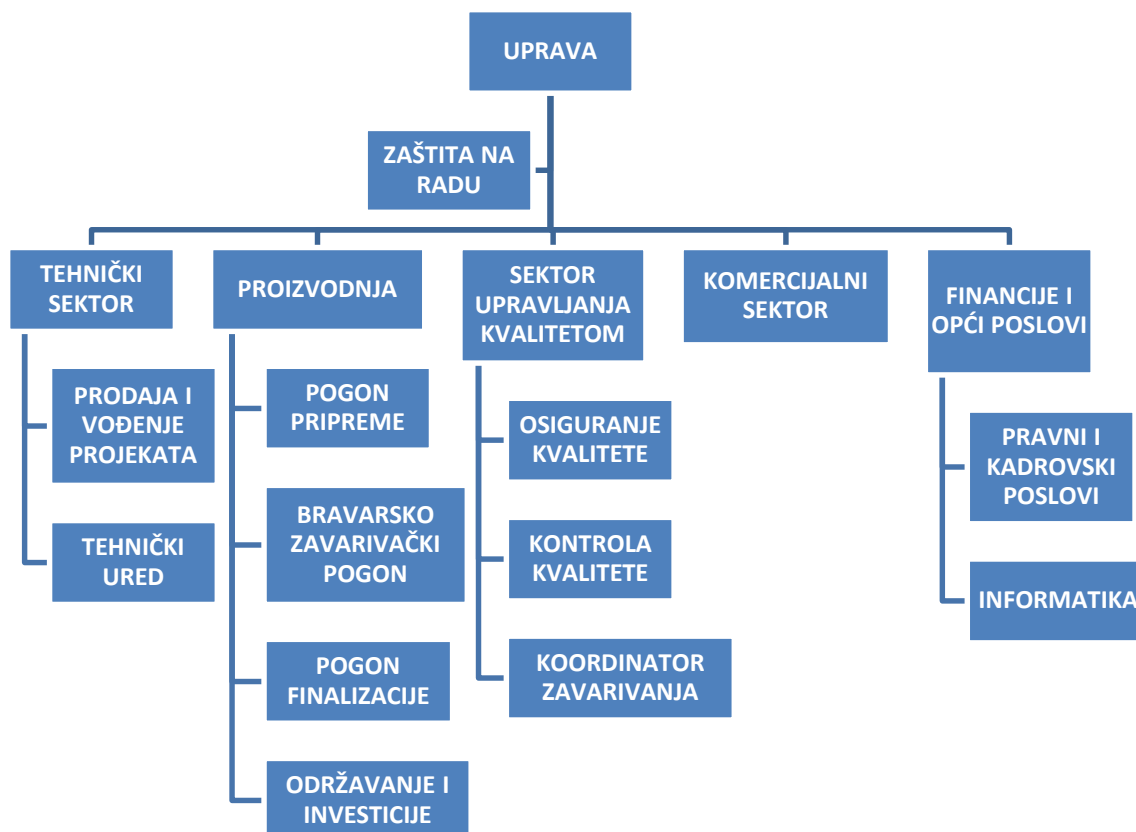 UPRAVA
ZAŠTITA NA
RADU
TEHNIČKI
SEKTOR
PRODAJA I
VOĐENJE
PROJEKATA
TEHNIČKI
URED
PROIZVODNJA
POGON
PRIPREME
BRAVARSKO
ZAVARIVAČKI
POGON
POGON
FINALIZACIJE
ODRŽAVANJE I
INVESTICIJE
SEKTOR
UPRAVLJANJA
KVALITETOM
OSIGURANJE
KVALITETE
KONTROLA
KVALITETE
KOORDINATOR
ZAVARIVANJA
KOMERCIJALNI
SEKTOR
FINANCIJE I
OPĆI POSLOVI
PRAVNI I
KADROVSKI
POSLOVI
INFORMATIKA